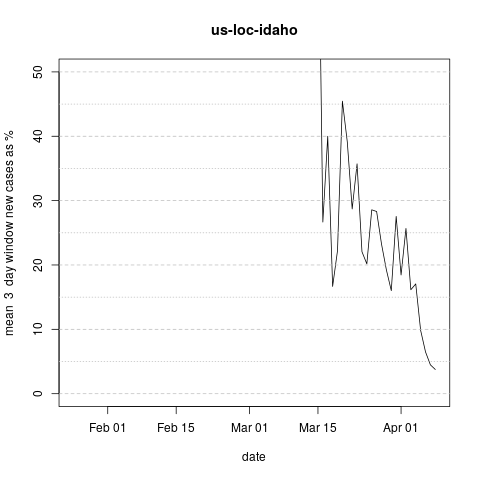 us-loc-idaho
mean  3  day window new cases as %
50
40
30
20
10
0
Feb 01
Feb 15
Mar 01
Mar 15
Apr 01
date